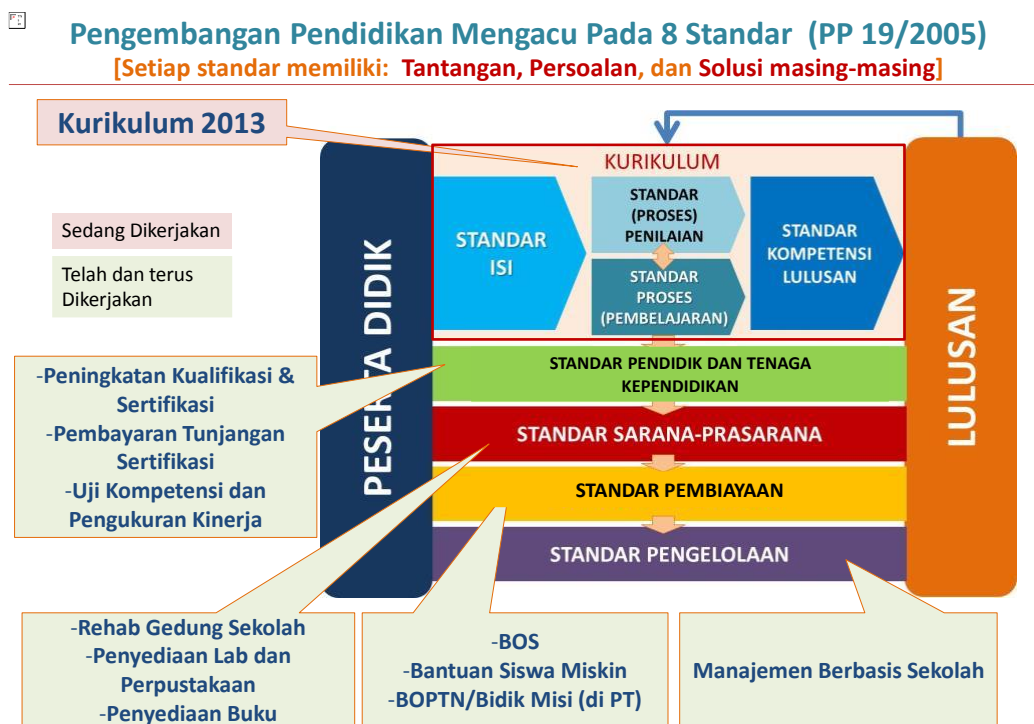 Pengembangan Pendidikan Mengacu Pada 8 Standar (PP 19/2005)
[Setiap standar memiliki: Tantangan, Persoalan, dan Solusi masing-masing]
Kurikulum 2013
KURIKULUM
Sedang Dikerjakan
Telah dan terus
Dikerjakan
PESERTA DIDIK
STANDAR
ISI
STANDAR
(PROSES)
PENILAIAN
STANDAR
PROSES
(PEMBELAJARAN)
STANDAR
KOMPETENSI
LULUSAN
LULUSAN
STANDAR PENDIDIK DAN TENAGA
KEPENDIDIKAN
STANDAR SARANA-PRASARANA
STANDAR PEMBIAYAAN
STANDAR PENGELOLAAN
-Peningkatan Kualifikasi &
Sertifikasi
-Pembayaran Tunjangan
Sertifikasi
-Uji Kompetensi dan
Pengukuran Kinerja
-Rehab Gedung Sekolah
-Penyediaan Lab dan
Perpustakaan
-Penyediaan Buku
-BOS
-Bantuan Siswa Miskin
-BOPTN/Bidik Misi (di PT)
Manajemen Berbasis Sekolah